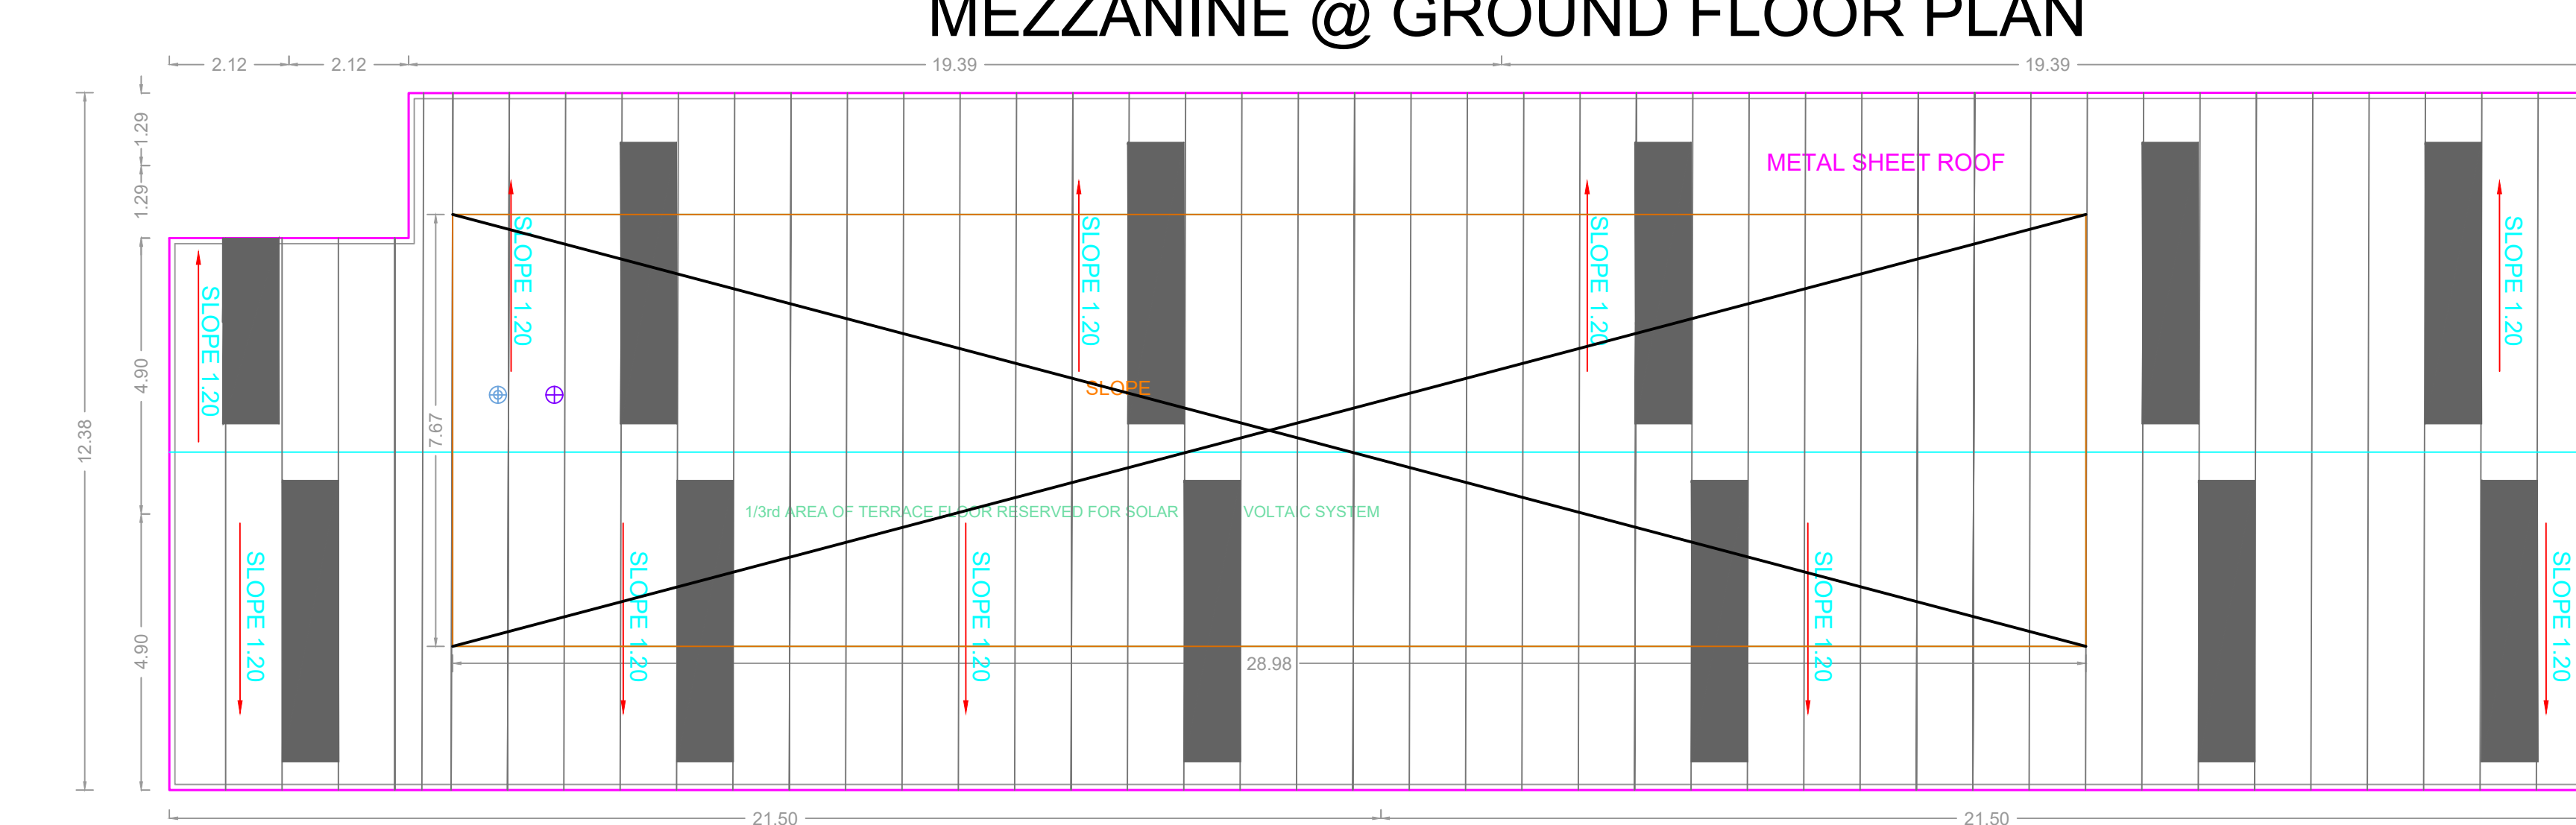 MEZZANINE @ GROUND FLOOR PLAN
2.12
2.12
19.39
19.39
1.29
1.29
4.90
4.90
12.38
METAL SHEET ROOF
SLOPE 1.20
SLOPE 1.20
SLOPE 1.20
SLOPE 1.20
SLOPE 1.20
SLOPE
7.67
1/3rd AREA OF TERRACE FLOOR RESERVED FOR SOLAR VOLTAIC SYSTEM
SLOPE 1.20
SLOPE 1.20
SLOPE 1.20
SLOPE 1.20
SLOPE 1.20
28.98
21.50
21.50